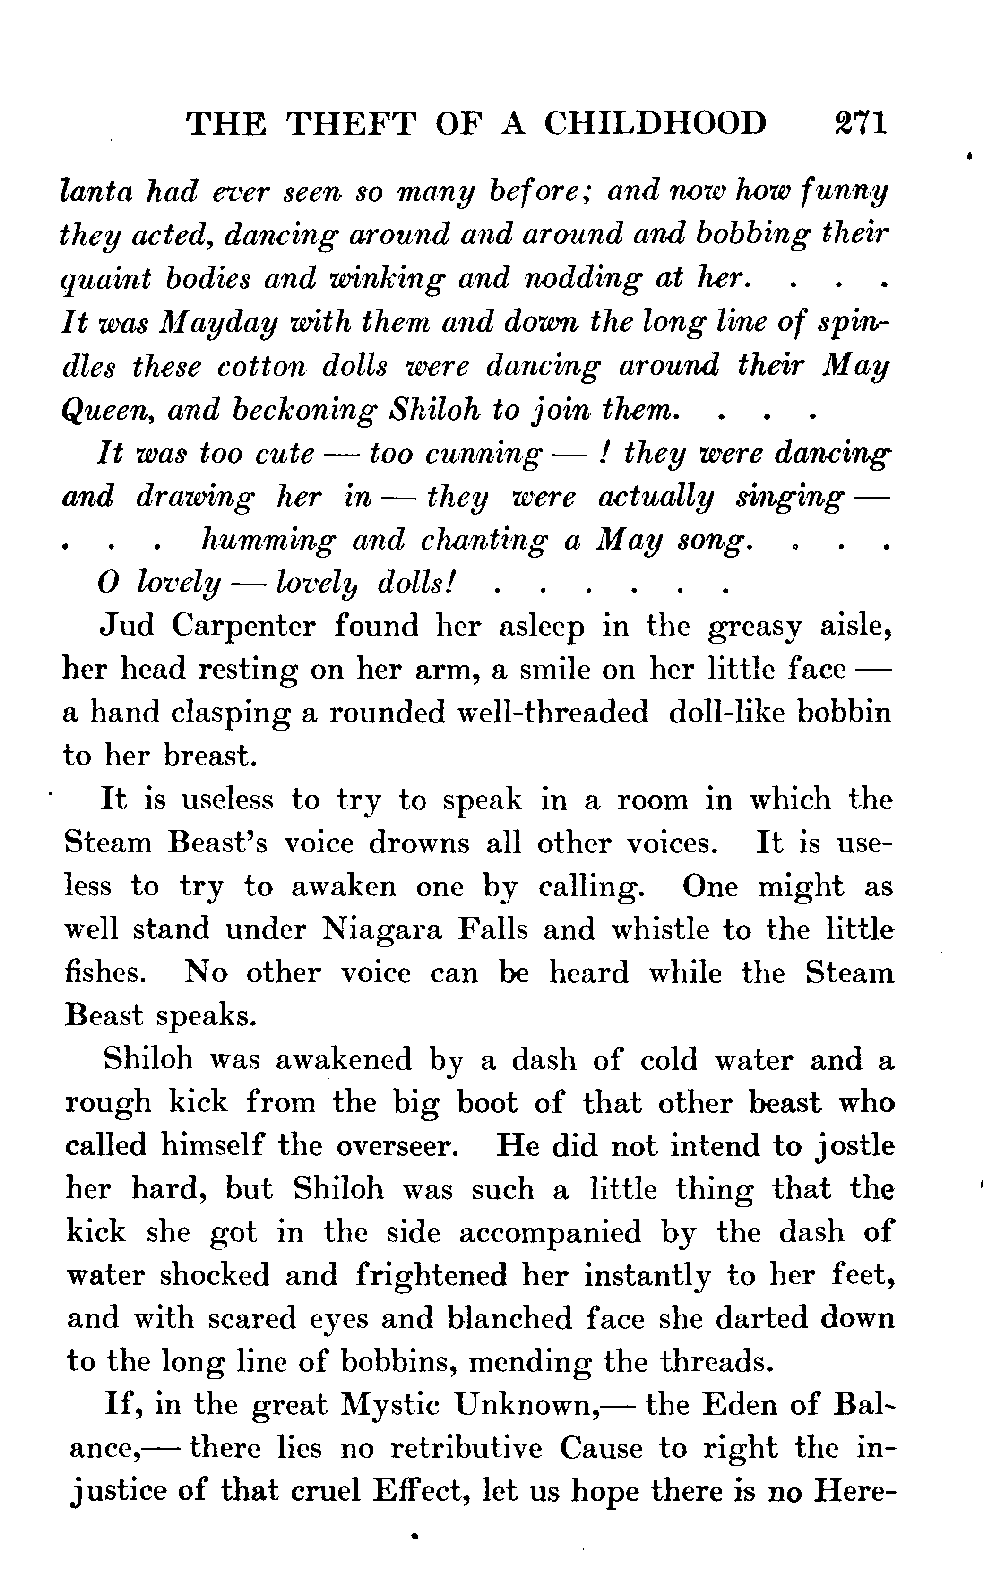 THE THEFT OF A CHILDHOOD 271
lanta had ever seen so many before; and now how funny
they acted, dancing around and around and bobbing their
quaint bodies and winking and nodding at her. . . .
It was Mayday with them and down the long line of spin-
dles these cotton dolls were dancing around their May
Queen, and beckoning Shiloh to join them. . . .
It was too cute — too cunning — ! they were dancing
and drawing her in — they were actually singing —
. . . humming and chanting a May song. . . .
O lovely — lovely dolls! . . . . . .
Jud Carpenter found her asleep in the greasy aisle,
her head resting on her arm, a smile on her little face —
a hand clasping a rounded well-threaded doll-like bobbin
to her breast.
It is useless to try to speak in a room in which the
Steam Beast's voice drowns all other voices. It is use-
less to try to awaken one by calling. One might as
well stand under Niagara Falls and whistle to the little
fishes. No other voice can be heard while the Steam
Beast speaks.
Shiloh was awakened by a dash of cold water and a
rough kick from the big boot of that other beast who
called himself the overseer. He did not intend to jostle
her hard, but Shiloh was such a little thing that the
kick she got in the side accompanied by the dash of
water shocked and frightened her instantly to her feet,
and with scared eyes and blanched face she darted down
to the long line of bobbins, mending the threads.
If, in the great Mystic Unknown,— the Eden of Bal-
ance,— there lies no retributive Cause to right the in-
justice of that cruel Effect, let us hope there is no Here-